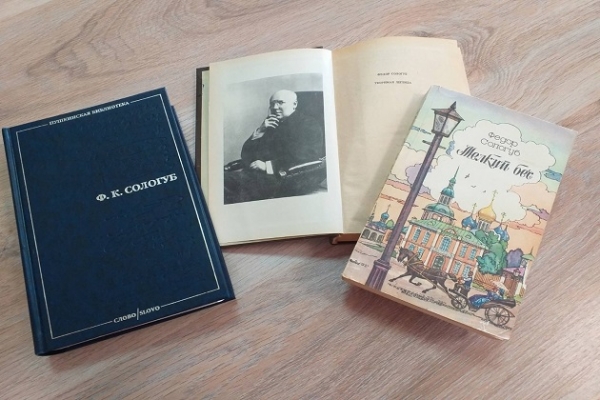 ПУШКИНСКАЯ БИБЛИОТЕКА
Ф. К. СОЛОГУБ
СЛОВО/SLOVO
Федор
Сологуб
Мелкий бес